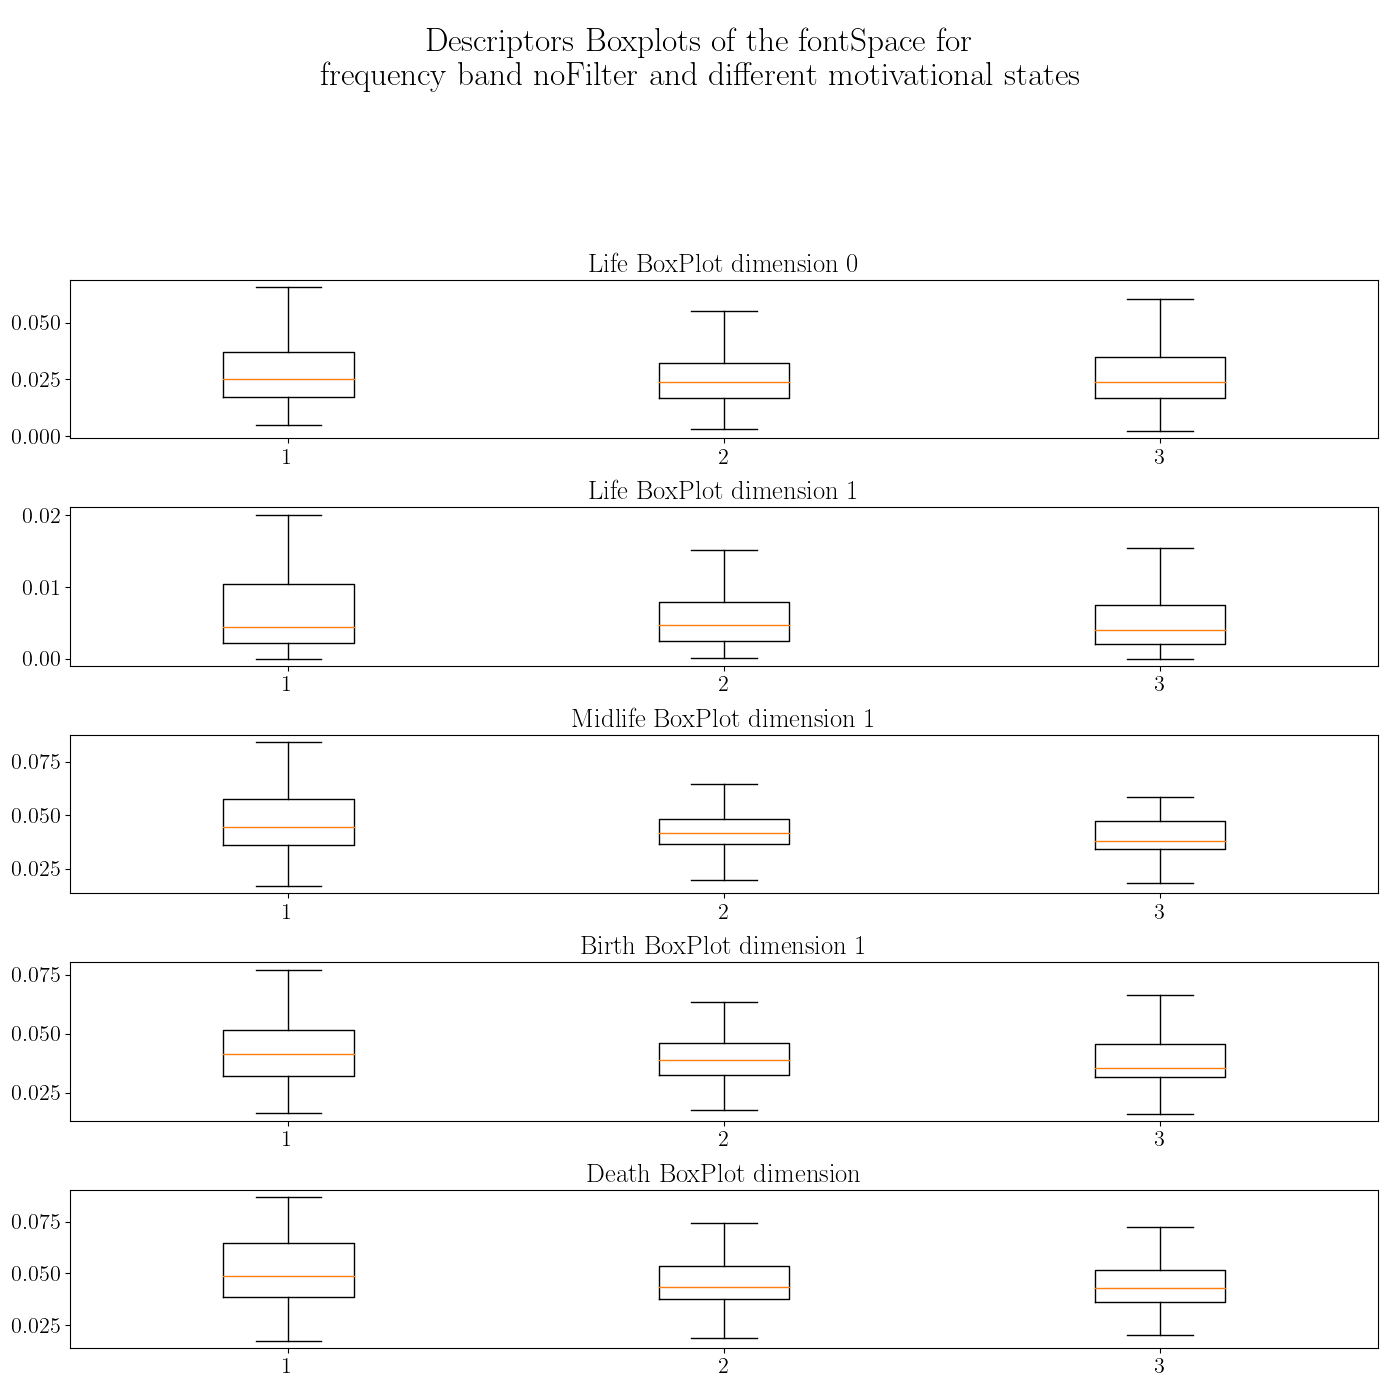 Descriptors Boxplots of the fontSpace for
frequency band noFilter and different motivational states
Life BoxPlot dimension 0
0.050
0.025
0.000
1 2 3
Life BoxPlot dimension 1
0.02
0.01
0.00
1 2 3
Midlife BoxPlot dimension 1
0.075
0.050
0.025
1 2 3
Birth BoxPlot dimension 1
0.075
0.050
0.025
1 2 3
Death BoxPlot dimension
0.075
0.050
0.025
1 2 3